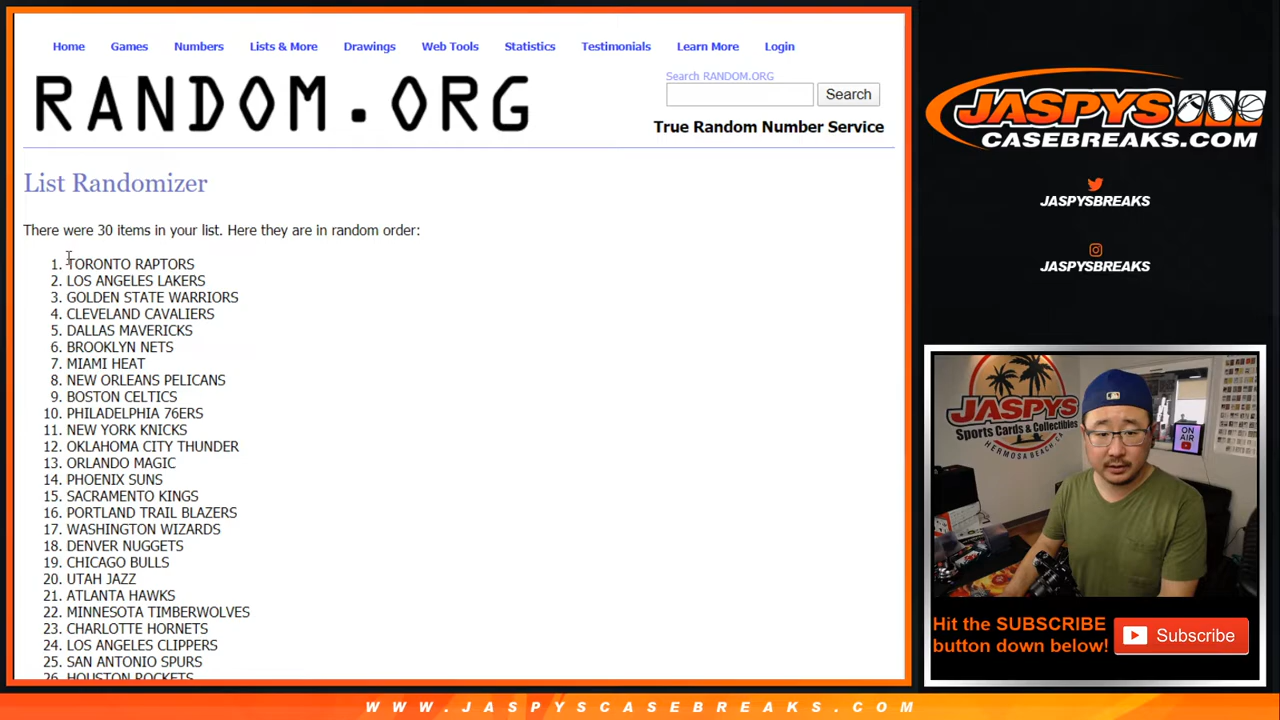 Home Games Numbers Lists & More Drawings Web Tools Statistics Testimonials Learn More Login
RANDOM.ORG
Search RANDOM.ORG
Search
True Random Number Service
List Randomizer
There were 30 items in your list. Here they are in random order:
1. TORONTO RAPTORS
2. LOS ANGELES LAKERS
3. GOLDEN STATE WARRIORS
4. CLEVELAND CAVALIERS
5. DALLAS MAVERICKS
6. BROOKLYN NETS
7. MIAMI HEAT
8. NEW ORLEANS PELICANS
9. BOSTON CELTICS
10. PHILADELPHIA 76ERS
11. NEW YORK KNICKS
12. OKLAHOMA CITY THUNDER
13. ORLANDO MAGIC
14. PHOENIX SUNS
15. SACRAMENTO KINGS
16. PORTLAND TRAIL BLAZERS
17. WASHINGTON WIZARDS
18. DENVER NUGGETS
19. CHICAGO BULLS
20. UTAH JAZZ
21. ATLANTA HAWKS
22. MINNESOTA TIMBERWOLVES
23. CHARLOTTE HORNETS
24. LOS ANGELES CLIPPERS
25. SAN ANTONIO SPURS
26. HOUSTON ROCKETS
JASPYS
CASEBREAKS.COM
JASPYSBREAKS
JASPYSBREAKS
JASPYS
Sports Cards & Collectibles
HERMOSA BEACH, CA
ON
AIR
Hit the SUBSCRIBE
button down below!
Subscribe
WWW.JASPYSCASEBREAKS.COM